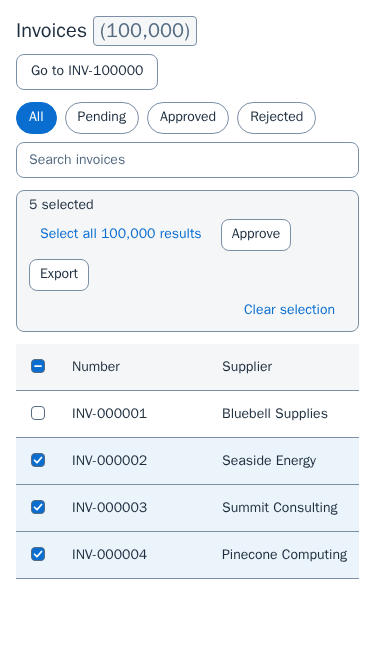 Invoices (100,000)
Go to INV-100000
All Pending Approved Rejected
Search invoices
5 selected
Select all 100,000 results Approve
Export
Clear selection
Number Supplier
INV-000001 Bluebell Supplies
INV-000002 Seaside Energy
INV-000003 Summit Consulting
INV-000004 Pinecone Computing